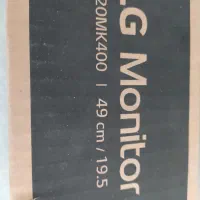 .G Monitor
20MK400 | 49 cm / 19.5